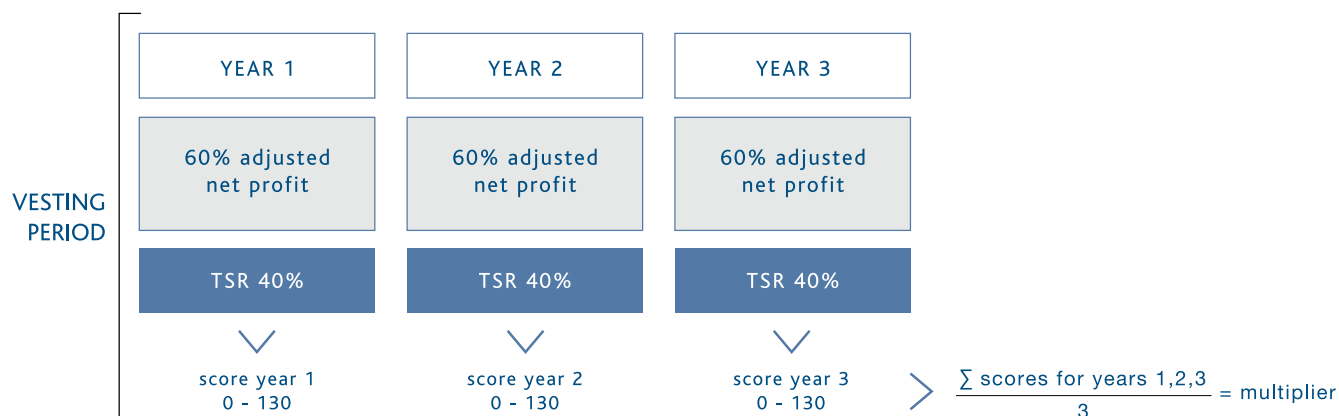 VESTING
PERIOD
YEAR 1
YEAR 2
YEAR 3
60% adjusted
net profit
60% adjusted
net profit
60% adjusted
net profit
TSR 40%
TSR 40%
TSR 40%
score year 1
0 - 130
score year 2
0 - 130
score year 3
0 - 130
∑ scores for years 1,2,3
3
= multiplier